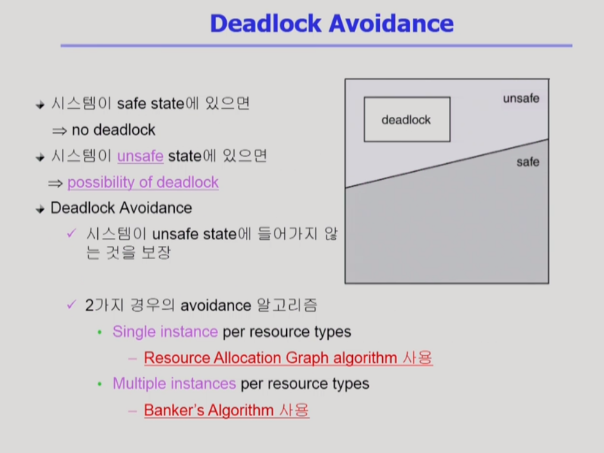 Deadlock Avoidance
시스템이 safe state에 있으면
⇒ no deadlock
시스템이 unsafe state에 있으면
⇒ possibility of deadlock
Deadlock Avoidance
✓ 시스템이 unsafe state에 들어가지 않
는 것을 보장
✓ 2가지 경우의 avoidance 알고리즘
• Single instance per resource types
– Resource Allocation Graph algorithm 사용
• Multiple instances per resource types
– Banker's Algorithm 사용
unsafe
deadlock
safe